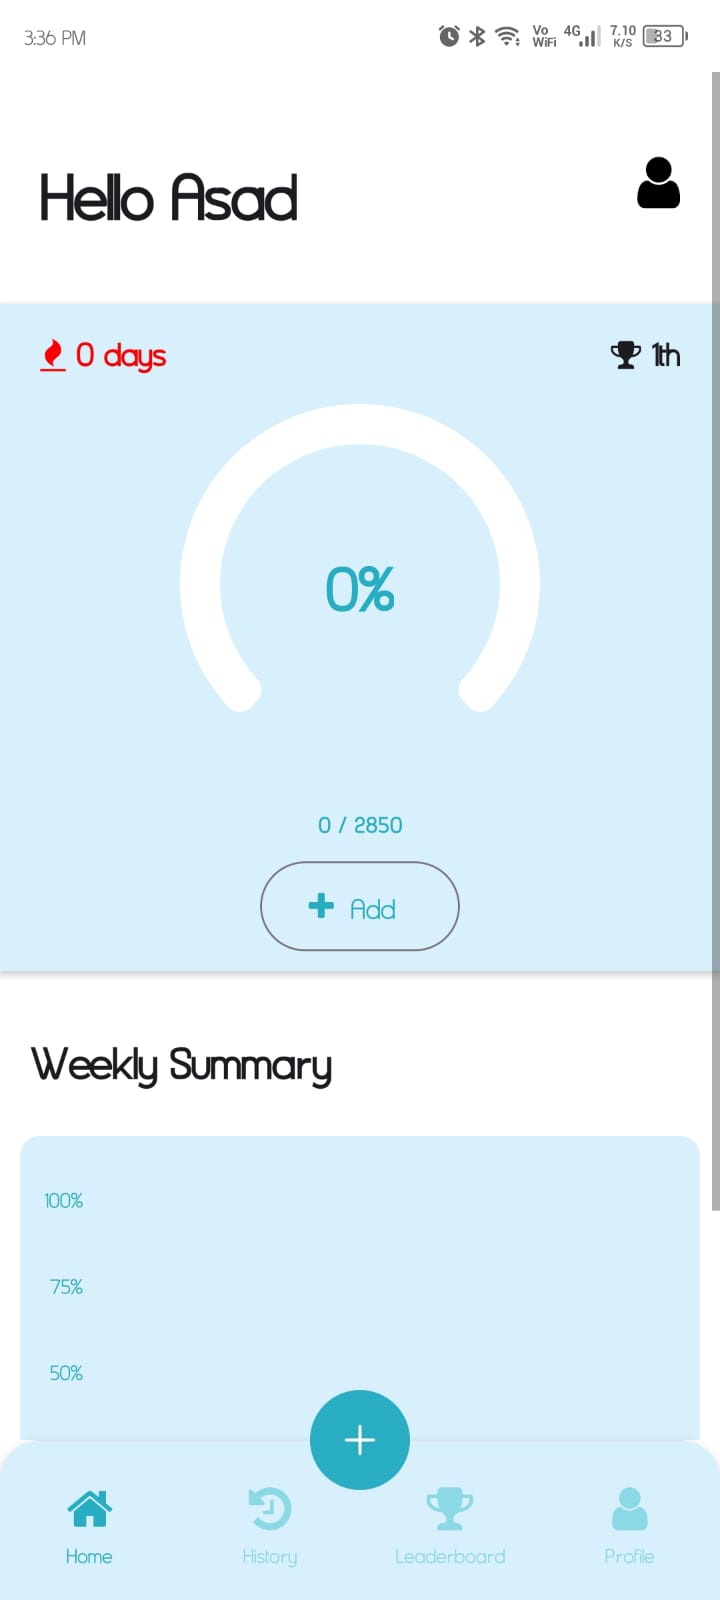 3:36 PM
Vo WiFi 4G 7.10 K/S 33
Hello Asad
0 days
1th
0%
0 / 2850
Add
Weekly Summary
100%
75%
50%
Home
History
Leaderboard
Profile